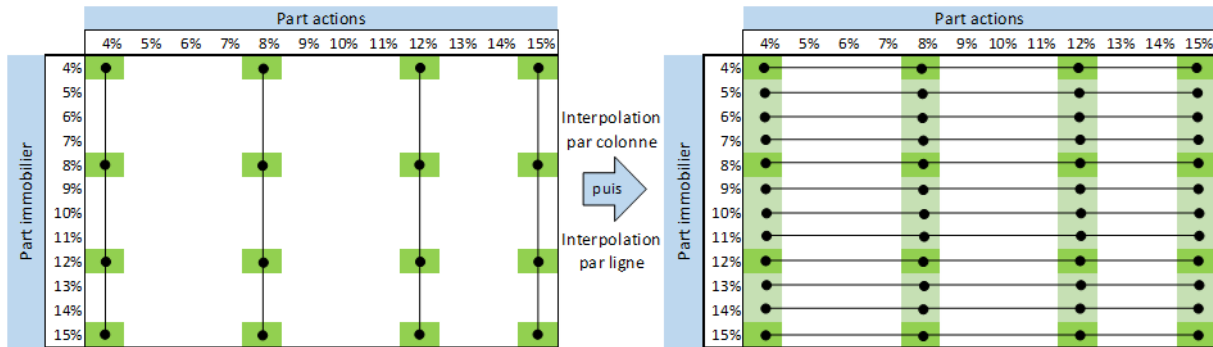 Part actions
4% 5% 6% 7% 8% 9% 10% 11% 12% 13% 14% 15%
Part immobilier
4%
5%
6%
7%
8%
9%
10%
11%
12%
13%
14%
15%
Interpolation
par colonne
puis
Interpolation
par ligne
Part actions
4% 5% 6% 7% 8% 9% 10% 11% 12% 13% 14% 15%
Part immobilier
4%
5%
6%
7%
8%
9%
10%
11%
12%
13%
14%
15%